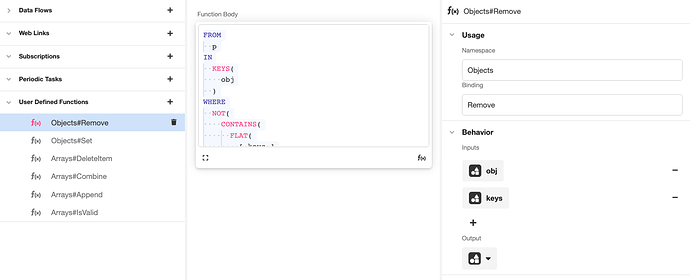 Data Flows
Web Links
Subscriptions
Periodic Tasks
User Defined Functions
f(x) Objects#Remove
f(x) Objects#Set
f(x) Arrays#DeleteItem
f(x) Arrays#Combine
f(x) Arrays#Append
f(x) Arrays#IsValid
Function Body
FROM
p
IN
KEYS(
obj
)
WHERE
NOT(
CONTAINS(
FLAT(
f(x)
f(x) Objects#Remove
Usage
Namespace
Objects
Binding
Remove
Behavior
Inputs
obj
keys
Output